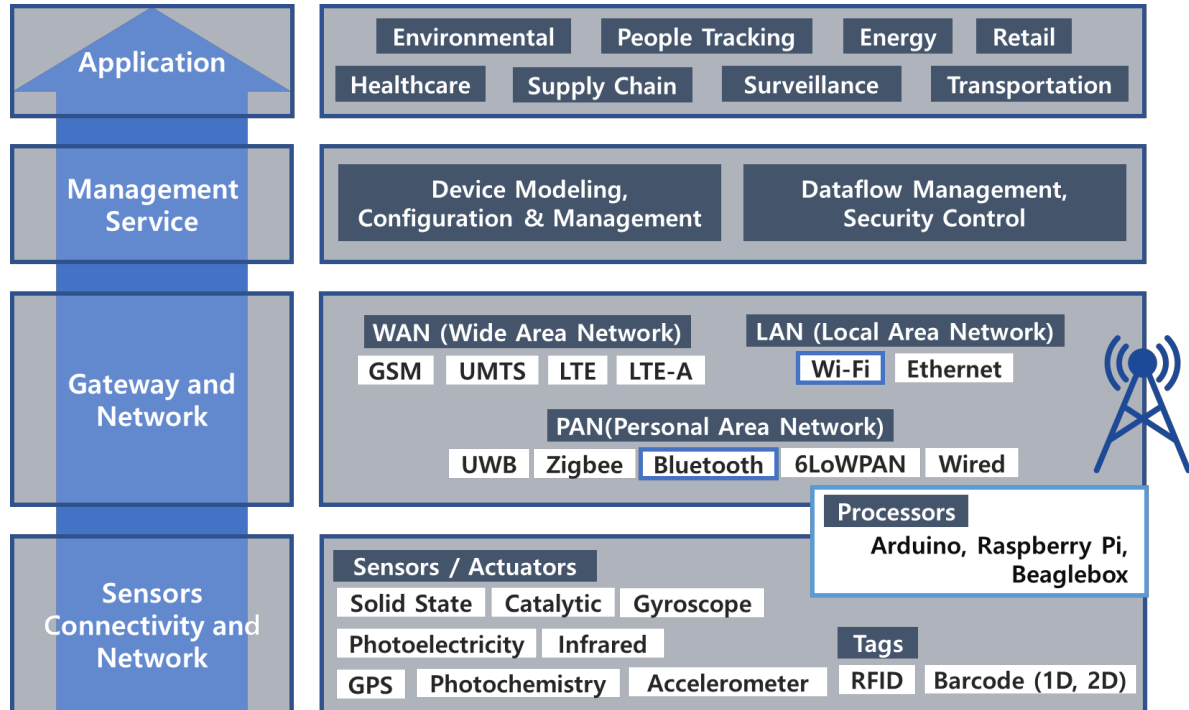 Application
Environmental
People Tracking
Energy
Retail
Healthcare
Supply Chain
Surveillance
Transportation
Management
Service
Device Modeling,
Configuration & Management
Dataflow Management,
Security Control
Gateway and
Network
WAN (Wide Area Network)
GSM
UMTS
LTE
LTE-A
LAN (Local Area Network)
Wi-Fi
Ethernet
PAN(Personal Area Network)
UWB
Zigbee
Bluetooth
6LoWPAN
Wired
Processors
Arduino, Raspberry Pi,
Beaglebox
Sensors
Connectivity and
Network
Sensors / Actuators
Solid State
Catalytic
Gyroscope
Photoelectricity
Infrared
GPS
Photochemistry
Accelerometer
Tags
RFID
Barcode (1D, 2D)